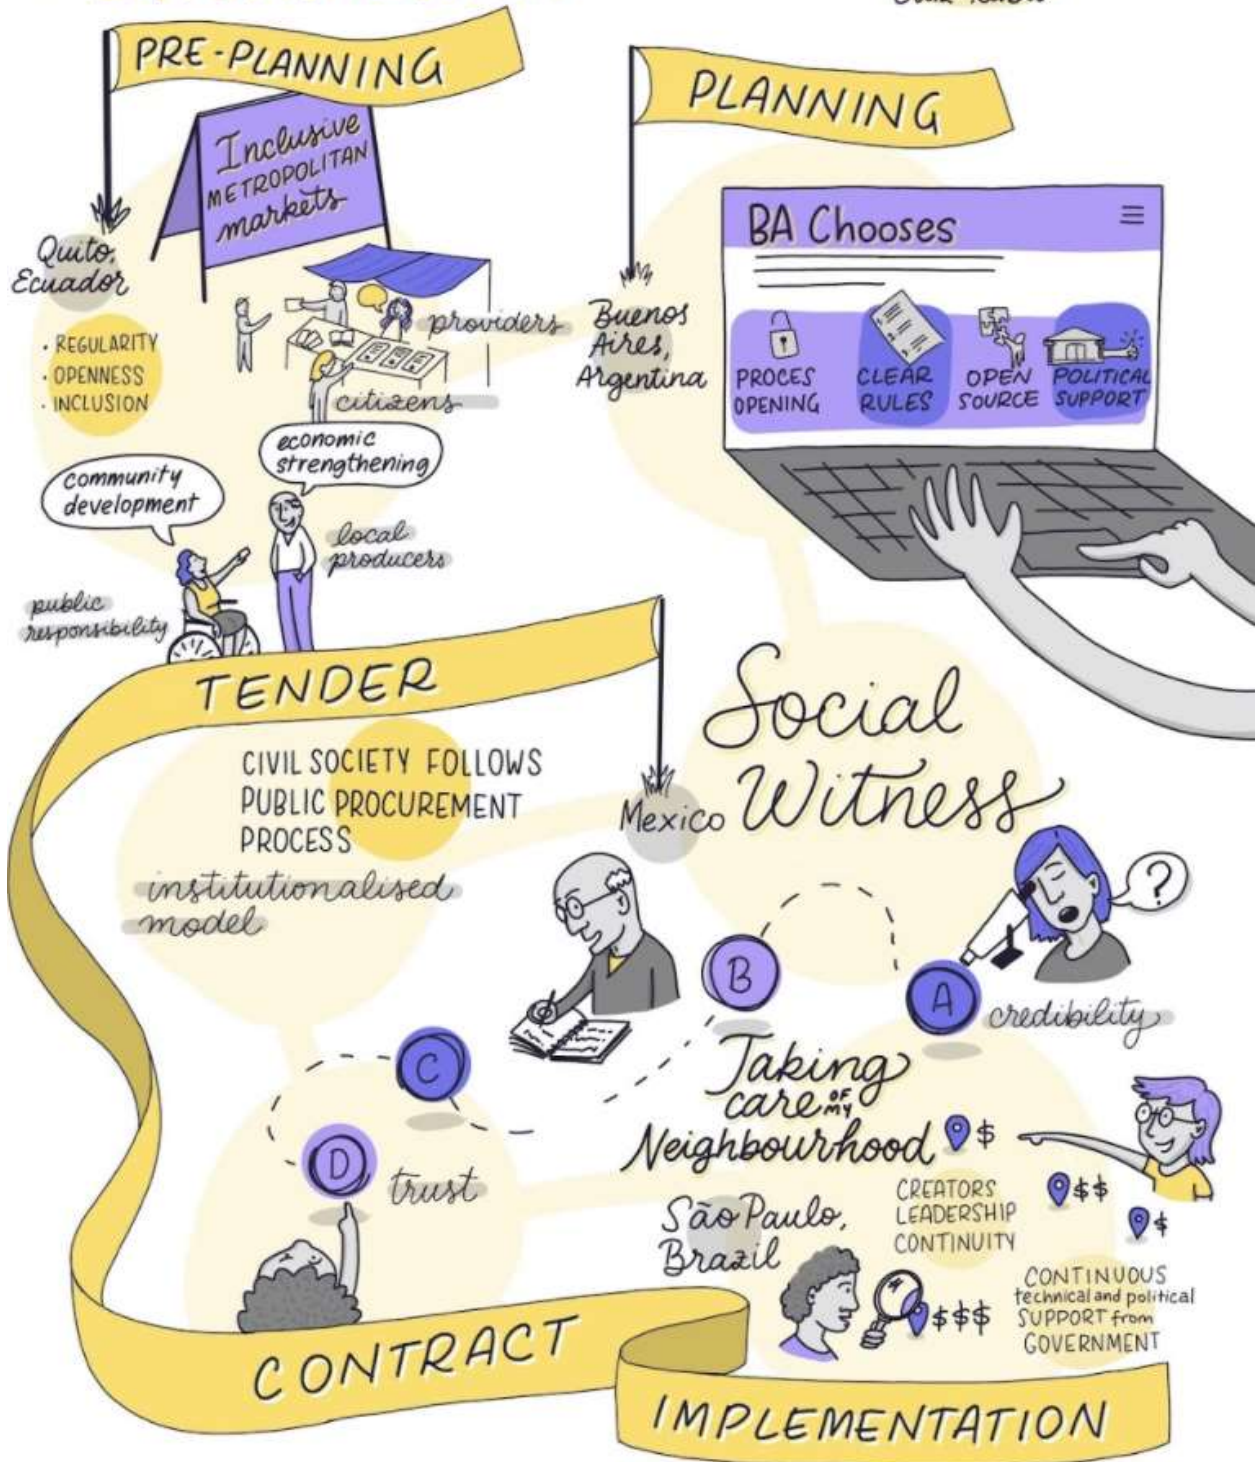 PRE-PLANNING
Inclusive
METROPOLITAN
markets
Quito,
Ecuador
· REGULARITY
· OPENNESS
· INCLUSION
providers
citizens
economic
strengthening
community
development
local
producers
public
responsibility
PLANNING
BA Chooses
Buenos
Aires,
Argentina
PROCES
OPENING
CLEAR
RULES
OPEN
SOURCE
POLITICAL
SUPPORT
TENDER
CIVIL SOCIETY FOLLOWS
PUBLIC PROCUREMENT
PROCESS
institutionalised
model
Mexico
Social
Witness
?
A
credibility
B
C
D
trust
Taking
care OF MY
Neighbourhood
$
$$
$
São Paulo,
Brazil
CREATORS
LEADERSHIP
CONTINUITY
$$$
CONTINUOUS
technical and political
SUPPORT from
GOVERNMENT
CONTRACT
IMPLEMENTATION